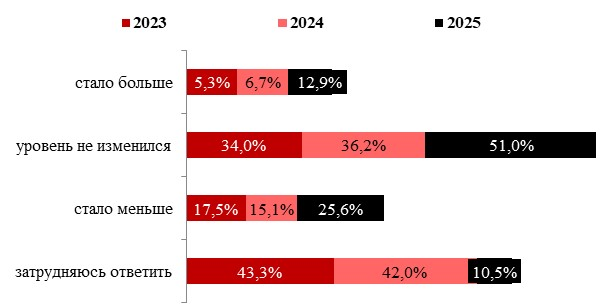 2023 2024 2025
стало больше 5,3% 6,7% 12,9%
уровень не изменился 34,0% 36,2% 51,0%
стало меньше 17,5% 15,1% 25,6%
затрудняюсь ответить 43,3% 42,0% 10,5%